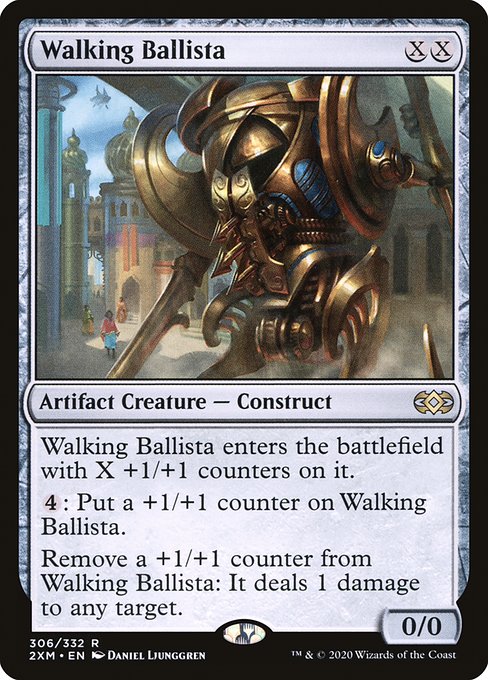 Walking Ballista XX
Artifact Creature — Construct
Walking Ballista enters the battlefield
with X +1/+1 counters on it.
4: Put a +1/+1 counter on Walking
Ballista.
Remove a +1/+1 counter from
Walking Ballista: It deals 1 damage
to any target.
0/0
306/332 R
2XM • EN Daniel Ljunggren
™ & © 2020 Wizards of the Coast